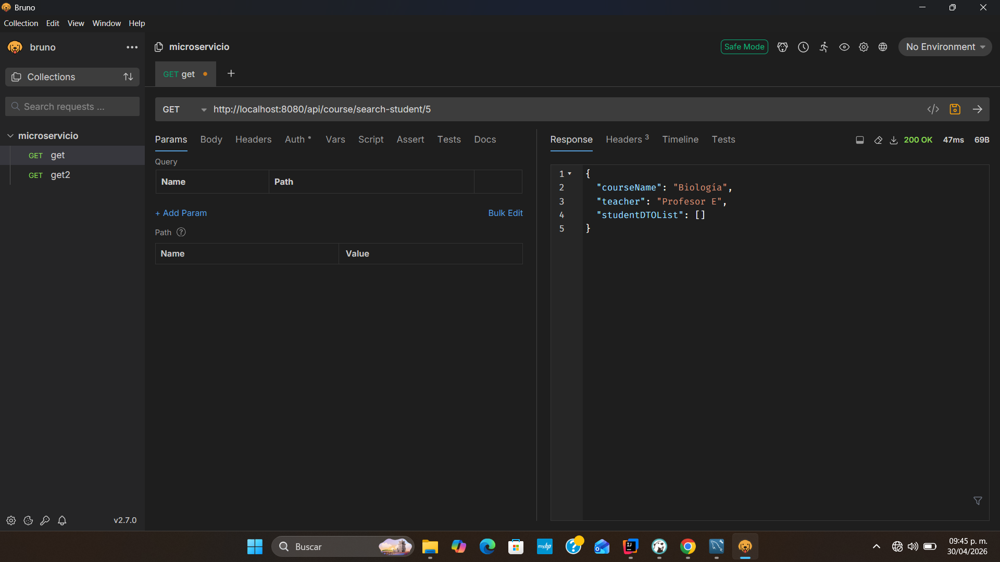 Bruno
Collection Edit View Window Help
bruno
Collections
Search requests ...
microservicio
GET get
GET get2
v2.7.0
microservicio
Safe Mode
No Environment
GET get
GET http://localhost:8080/api/course/search-student/5
Params Body Headers Auth Vars Script Assert Tests Docs
Query
Name Path
+ Add Param Bulk Edit
Path ?
Name Value
Response Headers 3 Timeline Tests
200 OK 47ms 69B
1 {
2 "courseName": "Biología",
3 "teacher": "Profesor E",
4 "studentDTOList": []
5 }
Buscar
myhp
09:45 p. m.
30/04/2026